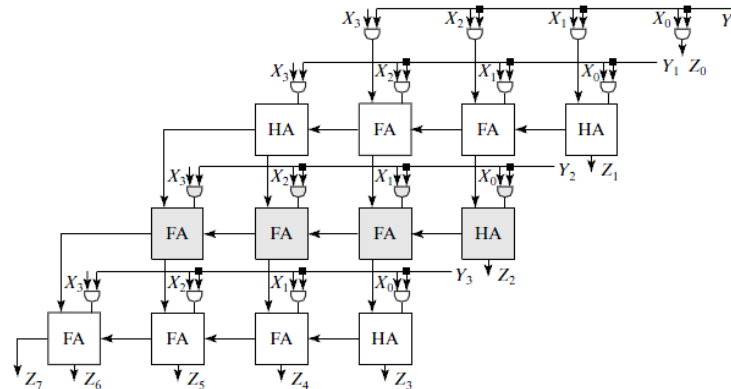 X3 X2 X1 X0 Y
X3 X2 X1 X0 Y1 Z0
HA FA FA HA
X3 X2 X1 X0 Y2 Z1
FA FA FA HA
X3 X2 X1 X0 Y3 Z2
FA FA FA HA
Z7 Z6 Z5 Z4 Z3